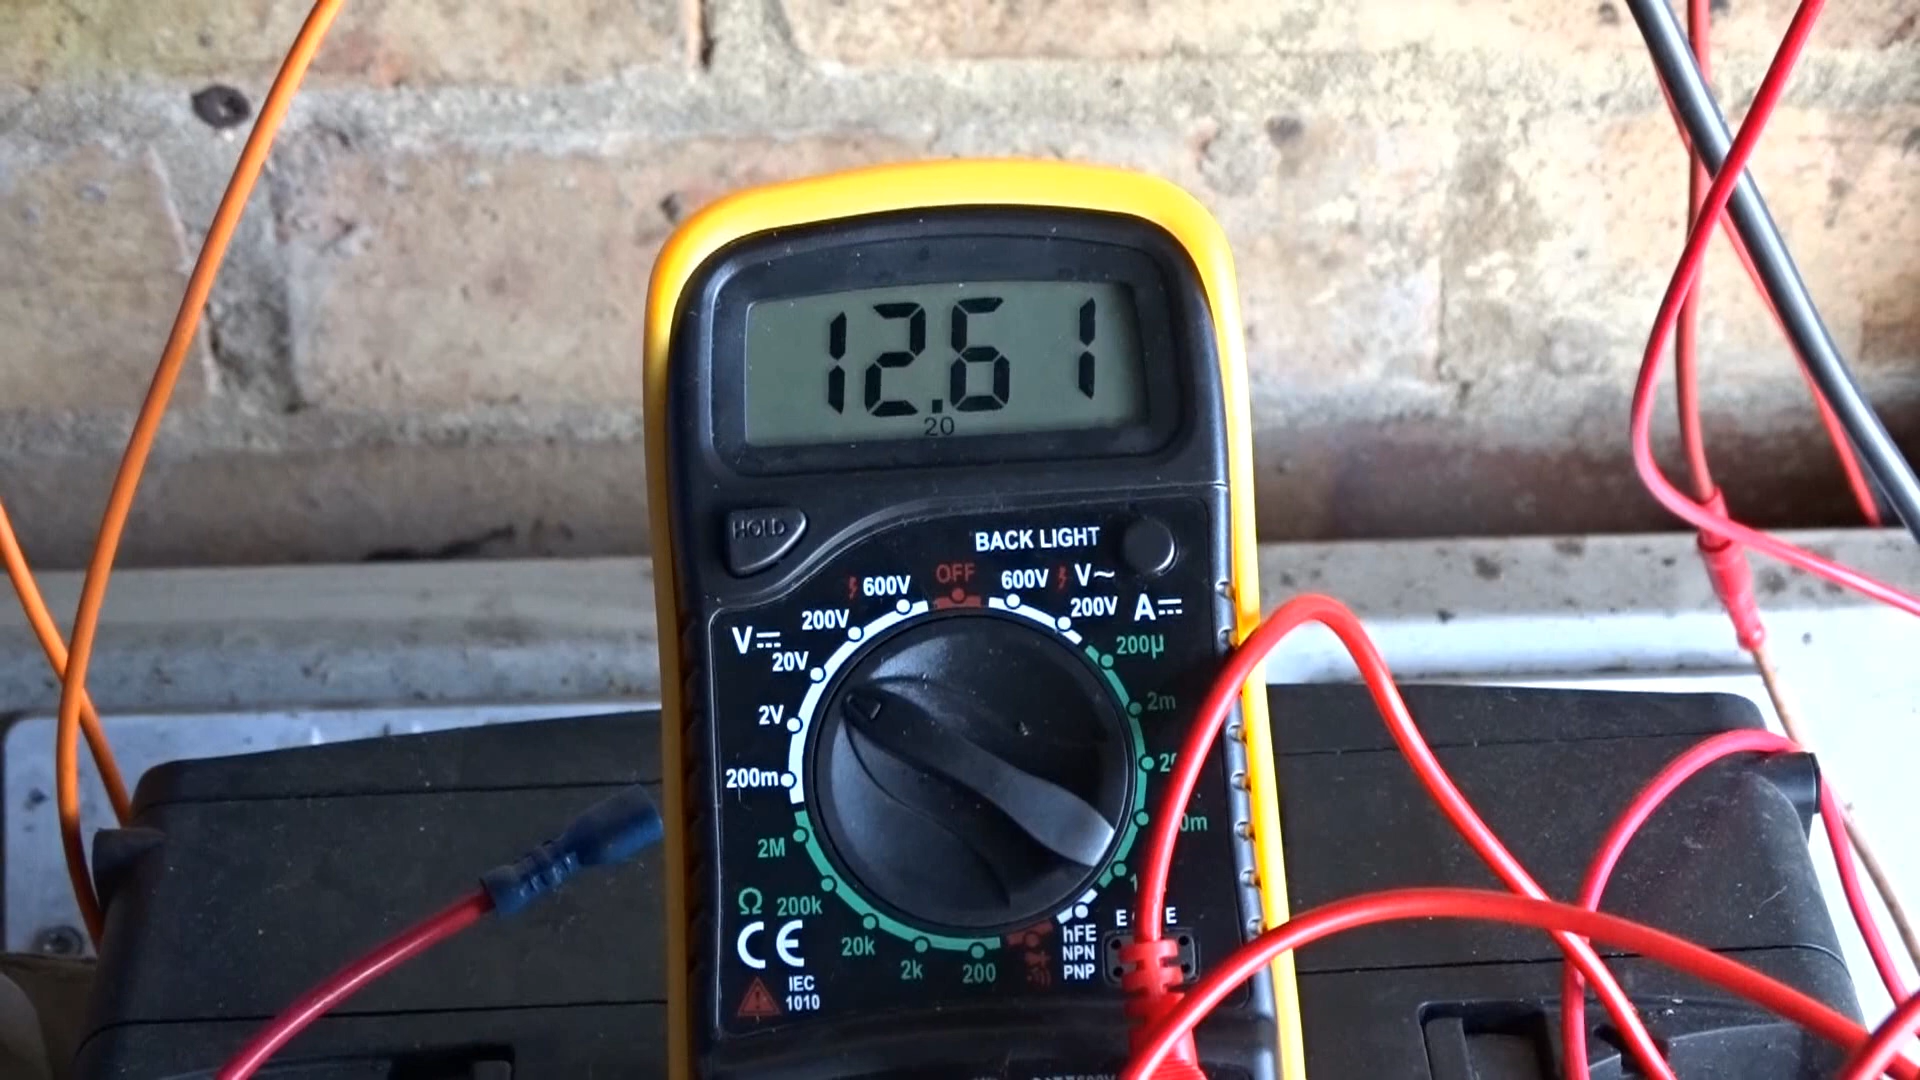 12.61
20
HOLD
BACK LIGHT
600V OFF 600V V~
200V 200V A
V
20V 200µ
2V 2m
200m
2M
Ω 200k
20k 2k 200
hFE
NPN
PNP
E E
CE
IEC
1010